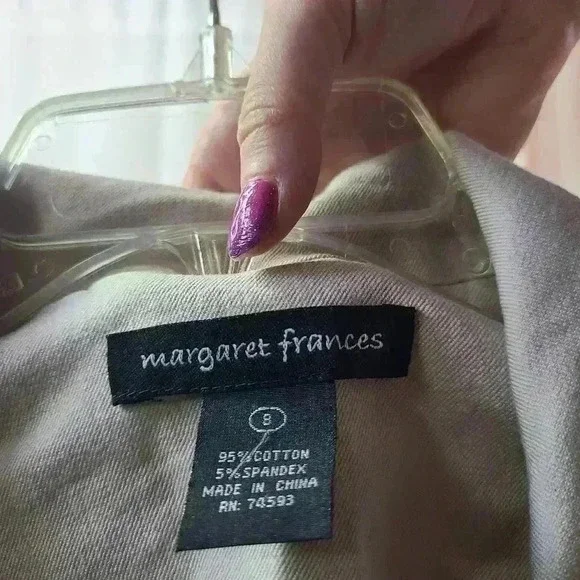 margaret frances
8
95% COTTON
5% SPANDEX
MADE IN CHINA
RN: 74593